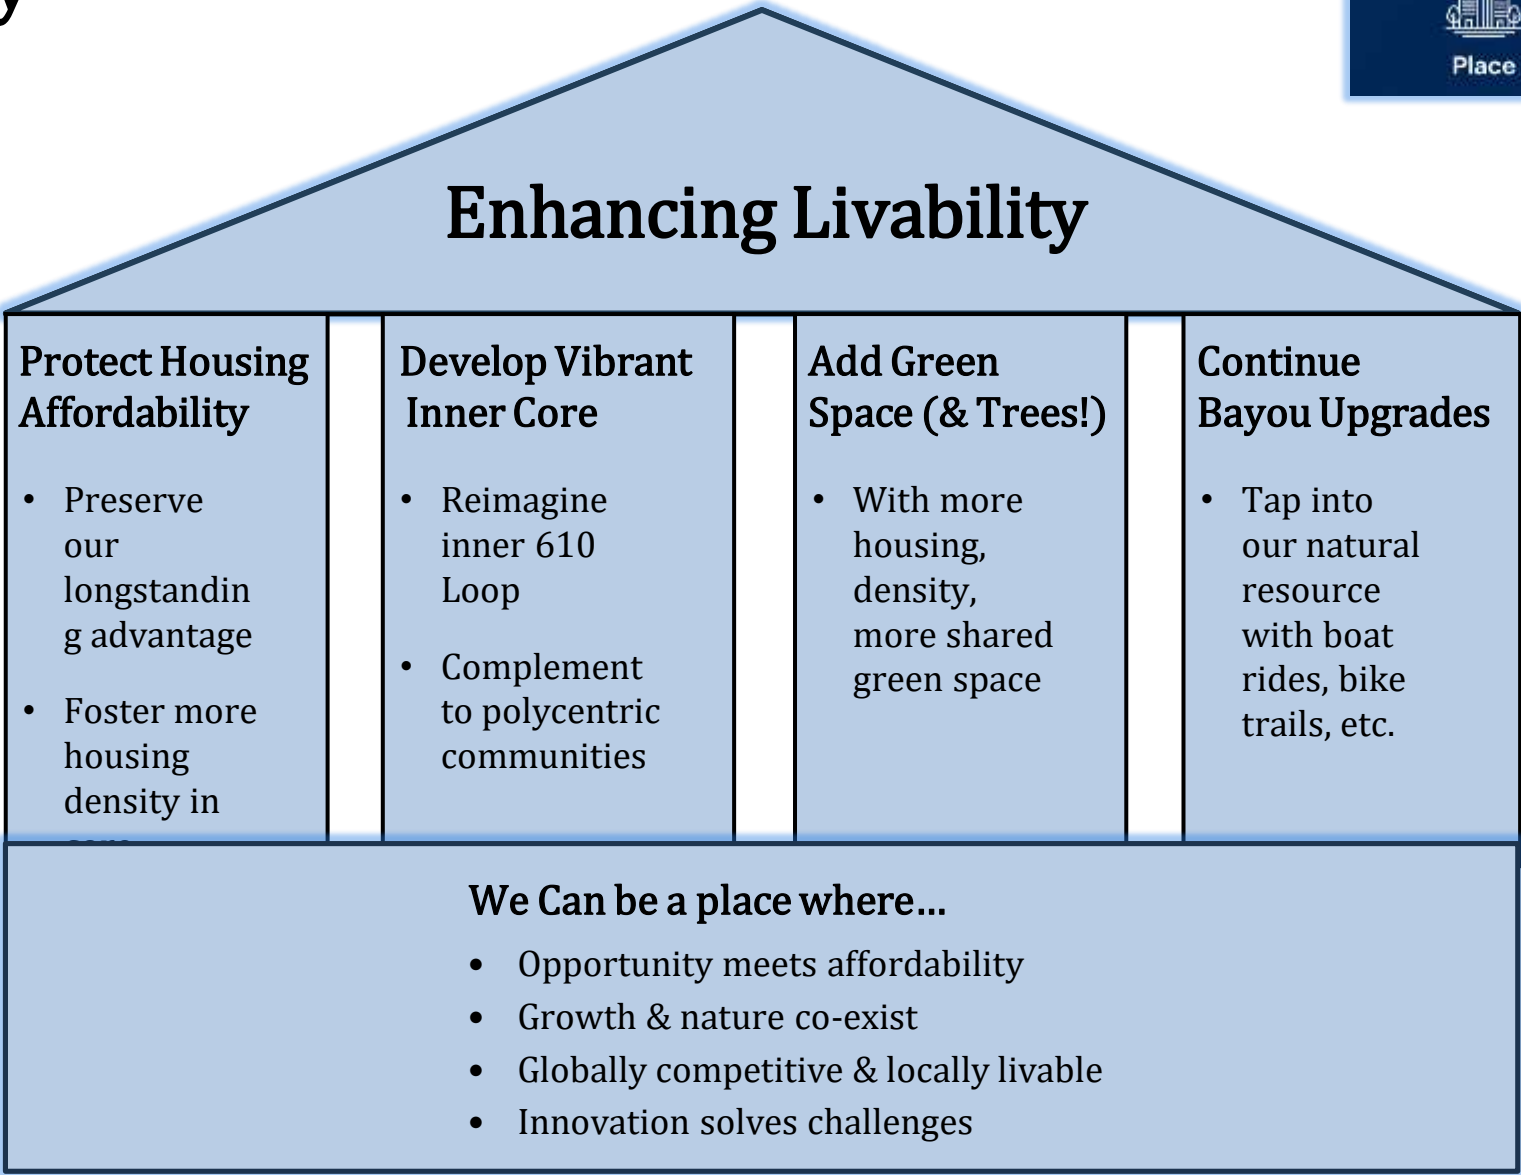 y
Place
Enhancing Livability
Protect Housing
Affordability
• Preserve
our
longstandin
g advantage
• Foster more
housing
density in
Develop Vibrant
Inner Core
• Reimagine
inner 610
Loop
• Complement
to polycentric
communities
Add Green
Space (& Trees!)
• With more
housing,
density,
more shared
green space
Continue
Bayou Upgrades
• Tap into
our natural
resource
with boat
rides, bike
trails, etc.
We Can be a place where...
• Opportunity meets affordability
• Growth & nature co-exist
• Globally competitive & locally livable
• Innovation solves challenges